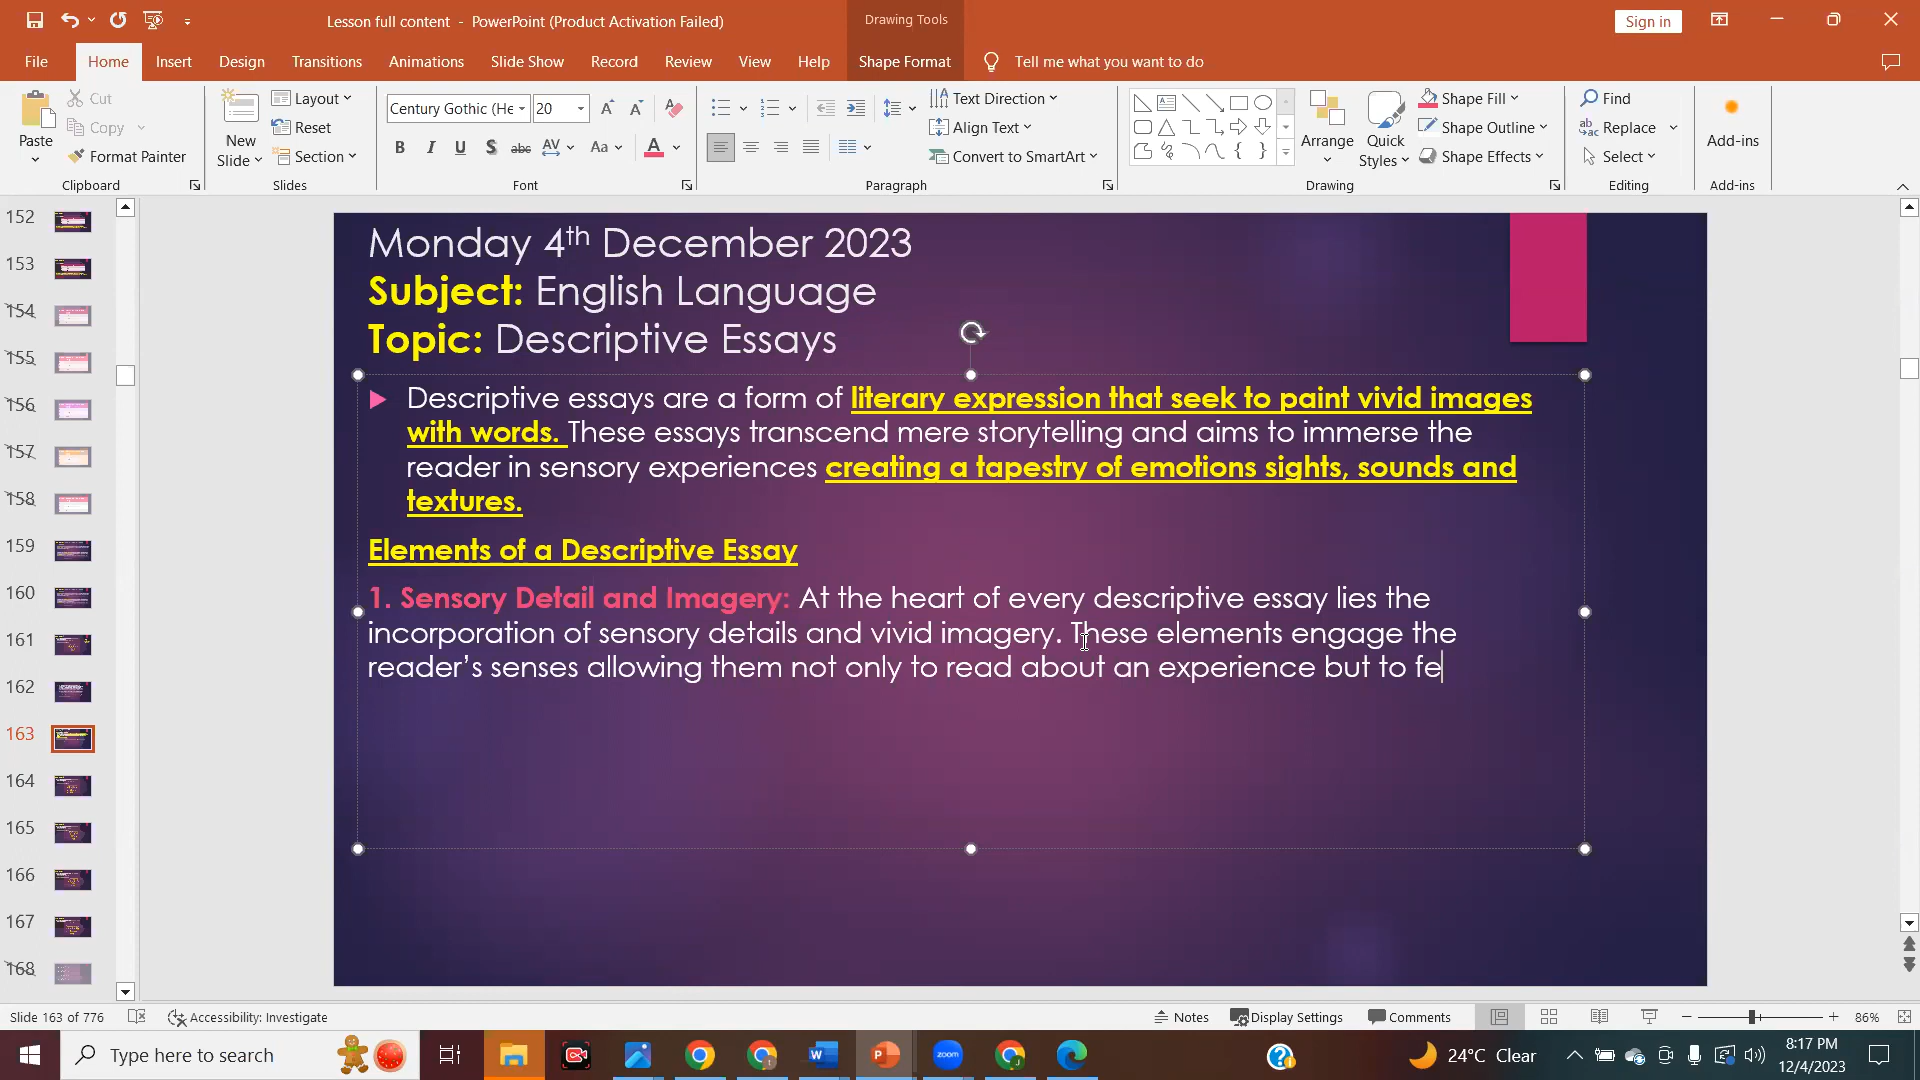 Lesson full content - PowerPoint (Product Activation Failed)
Drawing Tools
Sign in
File Home Insert Design Transitions Animations Slide Show Record Review View Help Shape Format Tell me what you want to do
Paste
Cut
Copy
Format Painter
Clipboard
New Slide
Layout
Reset
Section
Slides
Century Gothic (He 20
B I U S abc AV Aa A
Font
Text Direction
Align Text
Convert to SmartArt
Paragraph
Arrange
Quick Styles
Shape Fill
Shape Outline
Shape Effects
Drawing
Find
Replace
Select
Editing
Add-ins
Add-ins
152
153
154
155
156
157
158
159
160
161
162
163
164
165
166
167
168
Monday 4th December 2023
Subject: English Language
Topic: Descriptive Essays
Descriptive essays are a form of literary expression that seek to paint vivid images
with words. These essays transcend mere storytelling and aims to immerse the
reader in sensory experiences creating a tapestry of emotions sights, sounds and
textures.
Elements of a Descriptive Essay
1. Sensory Detail and Imagery: At the heart of every descriptive essay lies the
incorporation of sensory details and vivid imagery. These elements engage the
reader’s senses allowing them not only to read about an experience but to fe
Slide 163 of 776 Accessibility: Investigate Notes Display Settings Comments 86%
Type here to search
zoom
24°C Clear
8:17 PM
12/4/2023